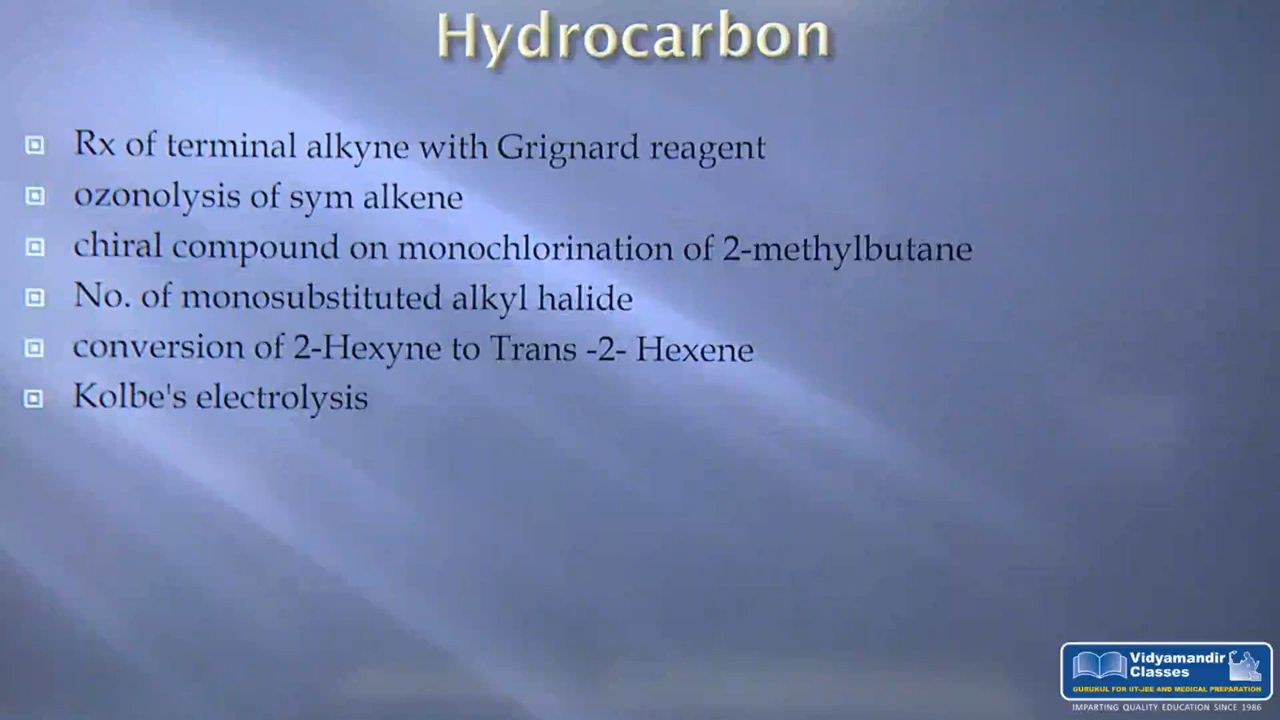 Hydrocarbon
Rx of terminal alkyne with Grignard reagent
ozonolysis of sym alkene
chiral compound on monochlorination of 2-methylbutane
No. of monosubstituted alkyl halide
conversion of 2-Hexyne to Trans -2- Hexene
Kolbe's electrolysis
Vidyamandir
Classes
GURUKUL FOR IIT-JEE AND MEDICAL PREPARATION
IMPARTING QUALITY EDUCATION SINCE 1986